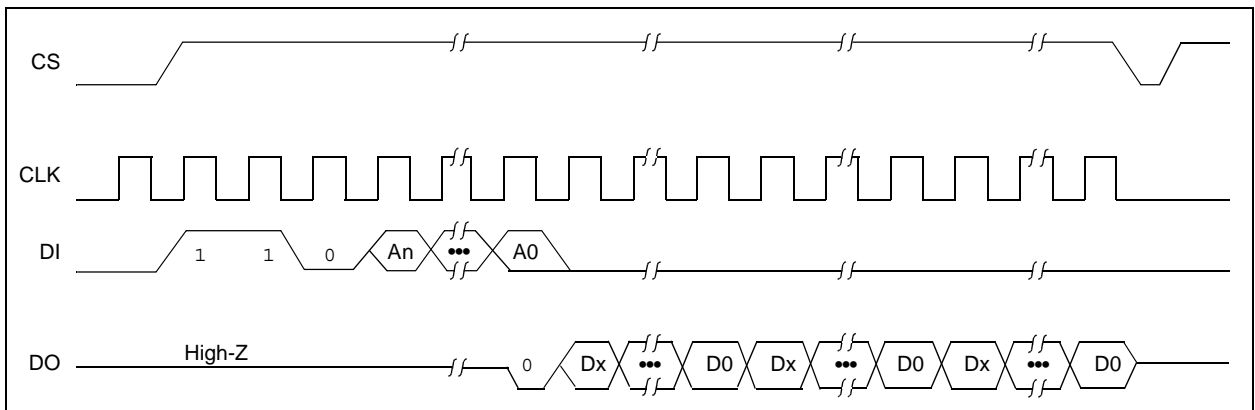 CS
CLK
DI 1 1 0 An ••• A0
High-Z
DO 0 Dx ••• D0 Dx ••• D0 Dx ••• D0